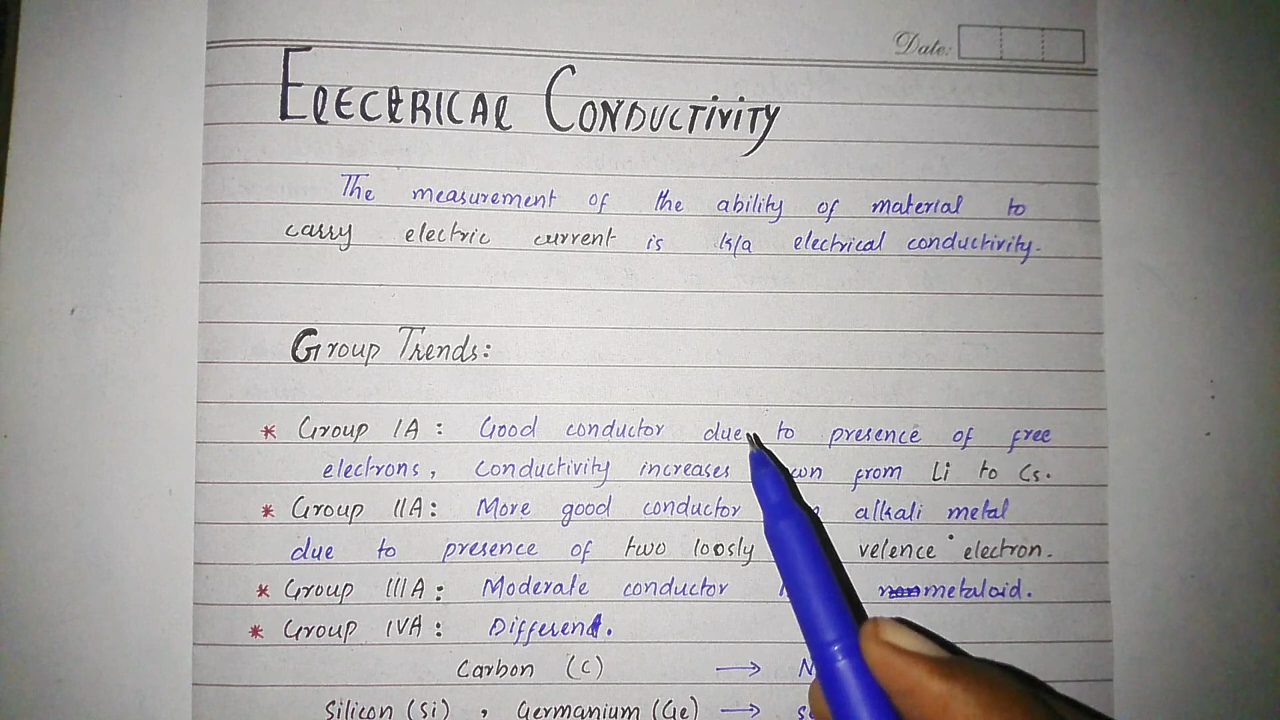 Date:
ELECTRICAL CONDUCTIVITY
The measurement of the ability of material to
carry electric current is k/a electrical conductivity.
Group Trends:
* Group IA: Good conductor due to presence of free
electrons, Conductivity increases from Li to Cs.
* Group IIA: More good conductor alkali metal
due to presence of two loosly velence electron.
* Group IIIA: Moderate conductor metaloid.
* Group IVA: Different.
Carbon (C) →
Silicon (Si), Germanium (Ge) →